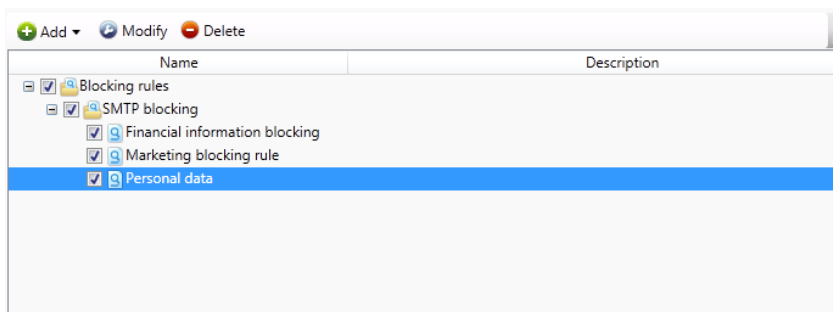 Add Modify Delete
Name Description
Blocking rules
SMTP blocking
Financial information blocking
Marketing blocking rule
Personal data